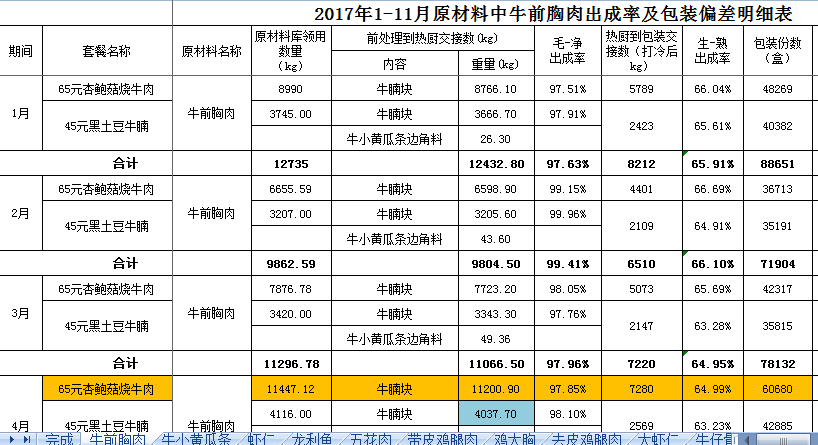 2017年1-11月原材料中牛前胸肉出成率及包装偏差明细表
期间 套餐名称 原材料名称 原材料库领用数量（kg） 前处理到热厨交接数(kg) 毛-净出成率 热厨到包装交接数（打冷后kg） 生-熟出成率 包装份数（盒）
内容 重量(kg)
1月 65元杏鲍菇烧牛肉 牛前胸肉 8990 牛腩块 8766.10 97.51% 5789 66.04% 48269
45元黑土豆牛腩 3745.00 牛腩块 3666.70 97.91% 2423 65.61% 40382
牛小黄瓜条边角料 26.30
合计 12735 12432.80 97.63% 8212 65.91% 88651
2月 65元杏鲍菇烧牛肉 牛前胸肉 6655.59 牛腩块 6598.90 99.15% 4401 66.69% 36713
45元黑土豆牛腩 3207.00 牛腩块 3205.60 99.96% 2109 64.91% 35191
牛小黄瓜条边角料 43.60
合计 9862.59 9804.50 99.41% 6510 66.10% 71904
3月 65元杏鲍菇烧牛肉 牛前胸肉 7876.78 牛腩块 7723.20 98.05% 5073 65.69% 42317
45元黑土豆牛腩 3420.00 牛腩块 3343.30 97.76% 2147 63.28% 35815
牛小黄瓜条边角料 49.36
合计 11296.78 11066.50 97.96% 7220 64.95% 78132
4月 65元杏鲍菇烧牛肉 牛前胸肉 11447.12 牛腩块 11200.90 97.85% 7280 64.99% 60680
45元黑土豆牛腩 4116.00 牛腩块 4037.70 98.10% 2569 63.23% 42885
完成 牛前胸肉 牛小黄瓜条 虾仁 龙利鱼 五花肉 带皮鸡腿肉 鸡大胸 去皮鸡腿肉 大虾仁 牛仔骨